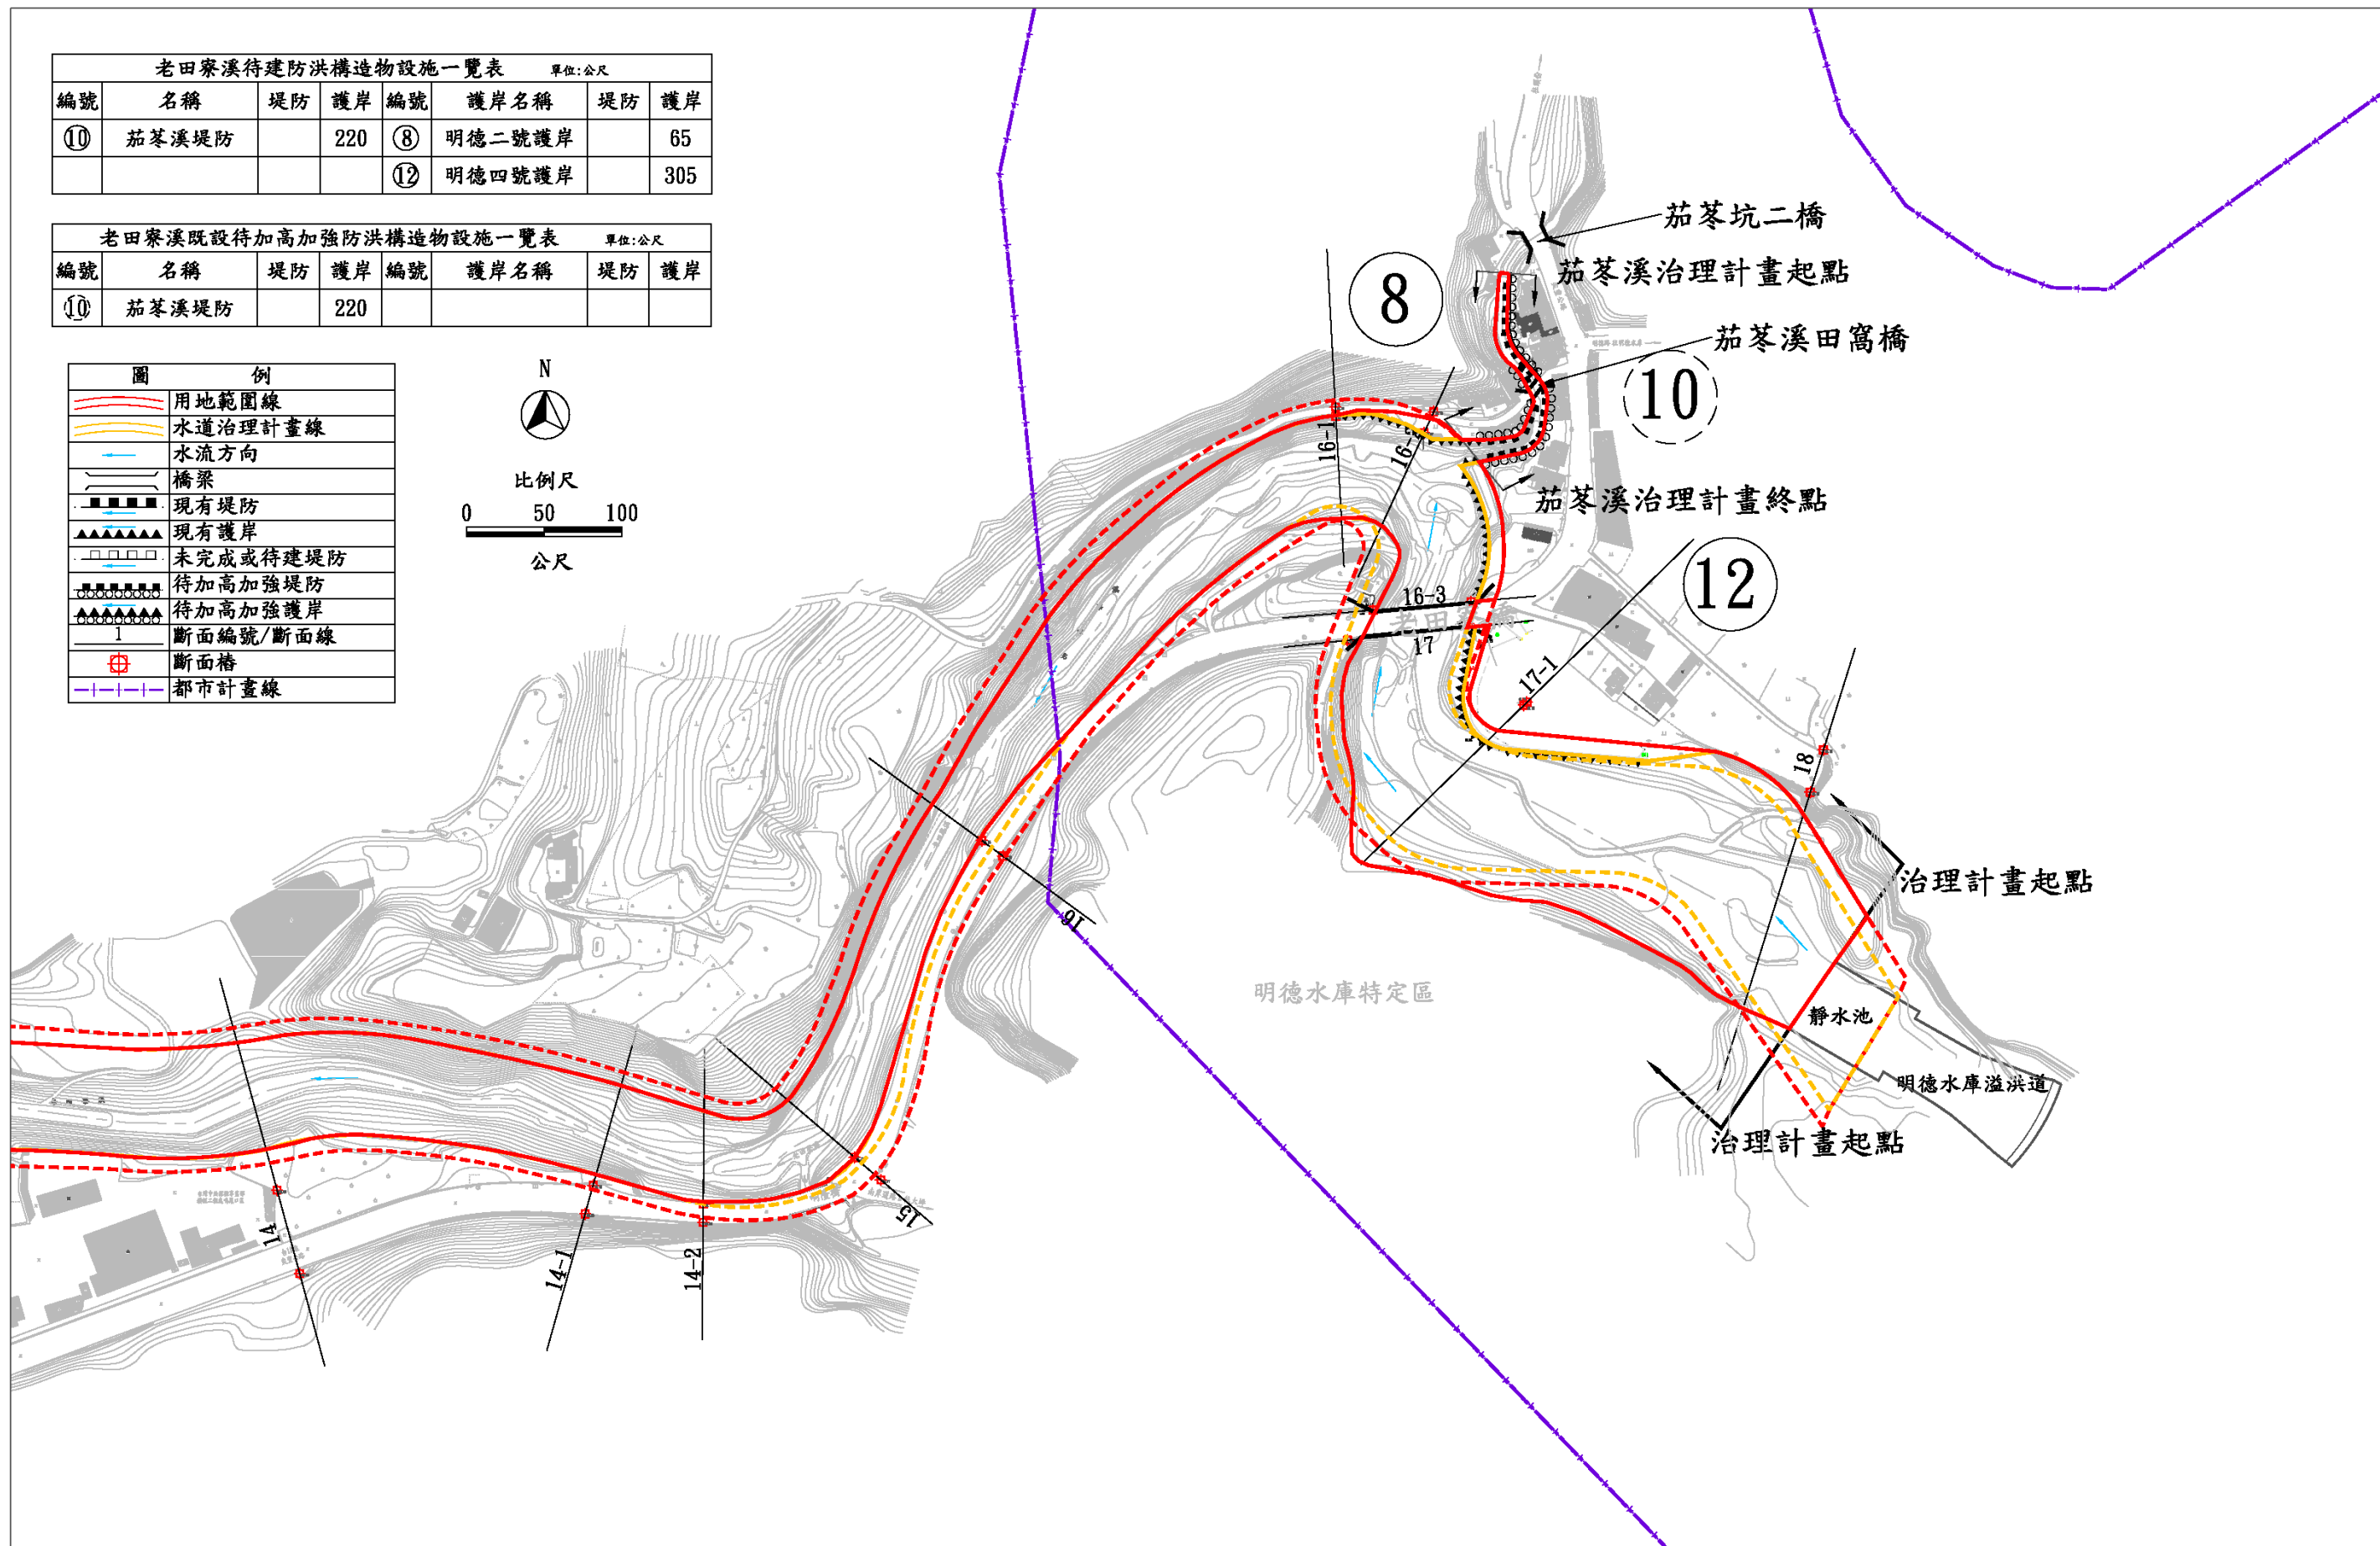 老田寮溪待建防洪構造物設施一覽表 單位:公尺
編號 名稱 堤防 護岸 編號 護岸名稱 堤防 護岸
⑩ 茄苳溪堤防 220 ⑧ 明德二號護岸 65
⑫ 明德四號護岸 305
老田寮溪既設待加高加強防洪構造物設施一覽表 單位:公尺
編號 名稱 堤防 護岸 編號 護岸名稱 堤防 護岸
⑩ 茄苳溪堤防 220
圖 例
用地範圍線
水道治理計畫線
水流方向
橋梁
現有堤防
現有護岸
未完成或待建堤防
待加高加強堤防
待加高加強護岸
1 斷面編號/斷面線
斷面樁
都市計畫線
N
比例尺
0 50 100
公尺
茄苳坑二橋
茄苳溪治理計畫起點
8
茄苳溪田窩橋
10
16-1
茄苳溪治理計畫終點
12
16-3
17
17-1
18
治理計畫起點
16
明德水庫特定區
靜水池
明德水庫溢洪道
治理計畫起點
15
14
14-1
14-2